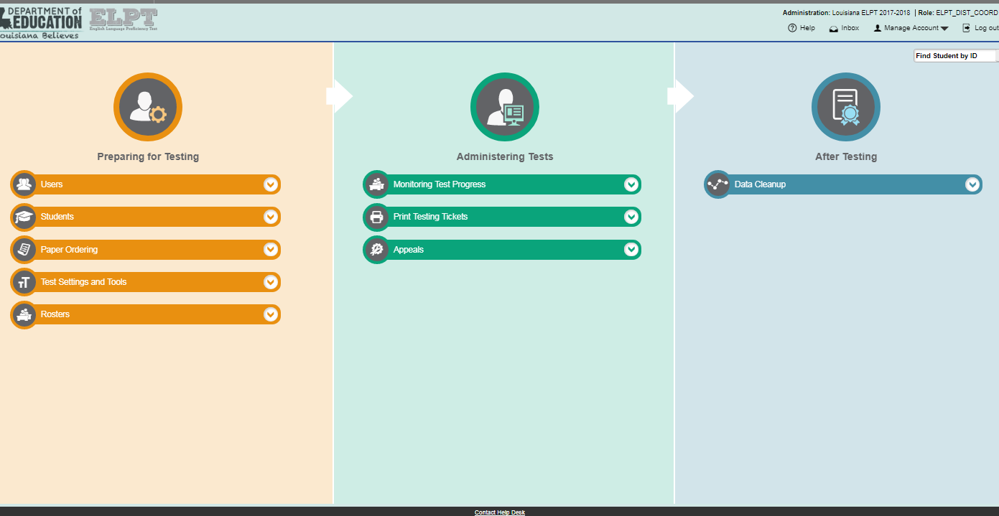 DEPARTMENT of
EDUCATION
Louisiana Believes
ELPT
English Language Proficiency Test
Administration: Louisiana ELPT 2017-2018 | Role: ELPT_DIST_COORD
Help Inbox Manage Account Log out
Find Student by ID
Preparing for Testing
Users
Students
Paper Ordering
Test Settings and Tools
Rosters
Administering Tests
Monitoring Test Progress
Print Testing Tickets
Appeals
After Testing
Data Cleanup
Contact Help Desk